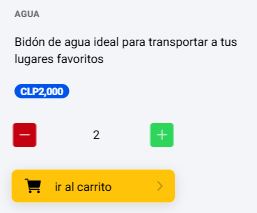 AGUA
Bidón de agua ideal para transportar a tus
lugares favoritos
CLP2,000
− 2 +
ir al carrito